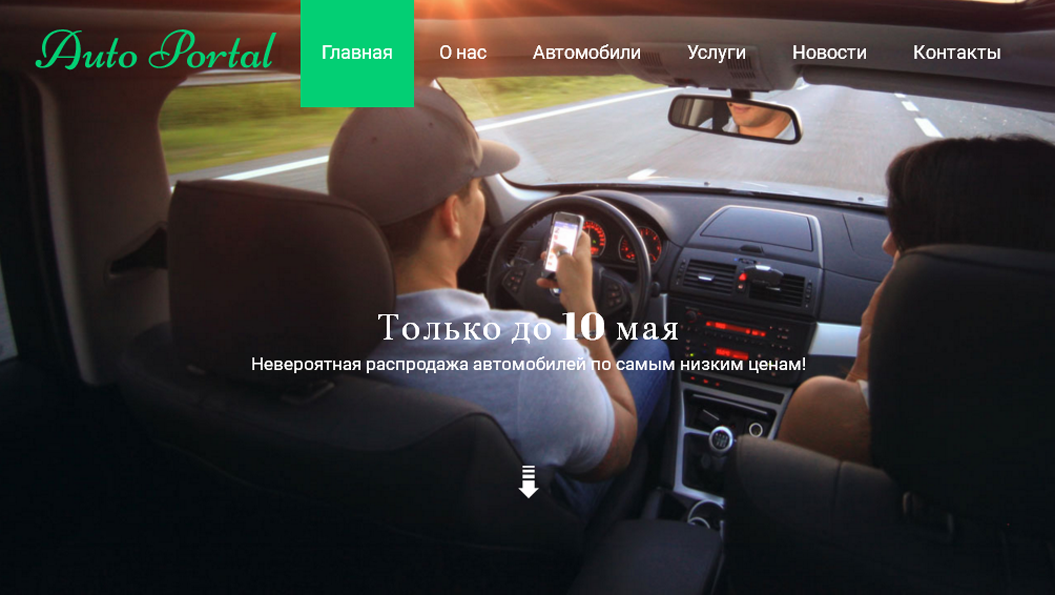 Auto Portal
Главная О нас Автомобили Услуги Новости Контакты
Только до 10 мая
Невероятная распродажа автомобилей по самым низким ценам!